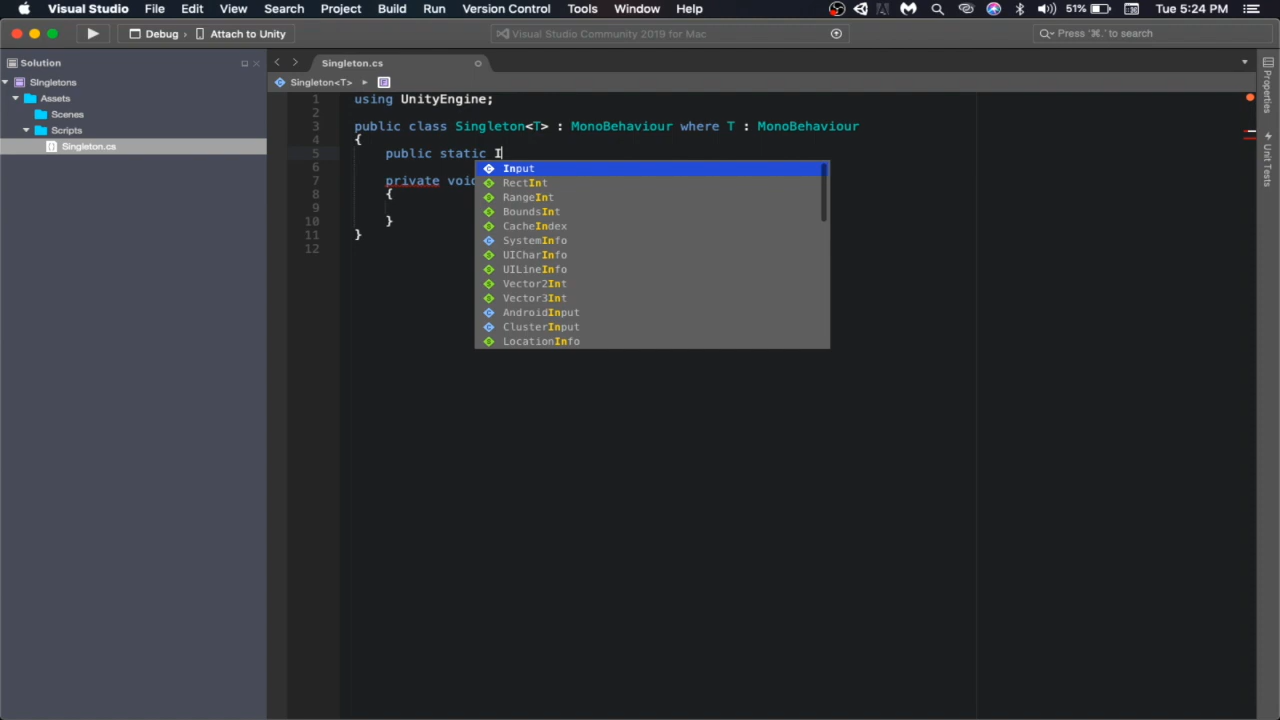 Visual Studio File Edit View Search Project Build Run Version Control Tools Window Help 51% Tue 5:24 PM
Debug › Attach to Unity Visual Studio Community 2019 for Mac Press '⌘.' to search
Solution
SIngletons
Assets
Scenes
Scripts
Singleton.cs
Singleton.cs
Singleton<T>
1 using UnityEngine;
2
3 public class Singleton<T> : MonoBehaviour where T : MonoBehaviour
4 {
5 public static I
6
7 private void
8 {
9
10 }
11 }
12
Input
RectInt
RangeInt
BoundsInt
CacheIndex
SystemInfo
UICharInfo
UILineInfo
Vector2Int
Vector3Int
AndroidInput
ClusterInput
LocationInfo
Properties
Unit Tests